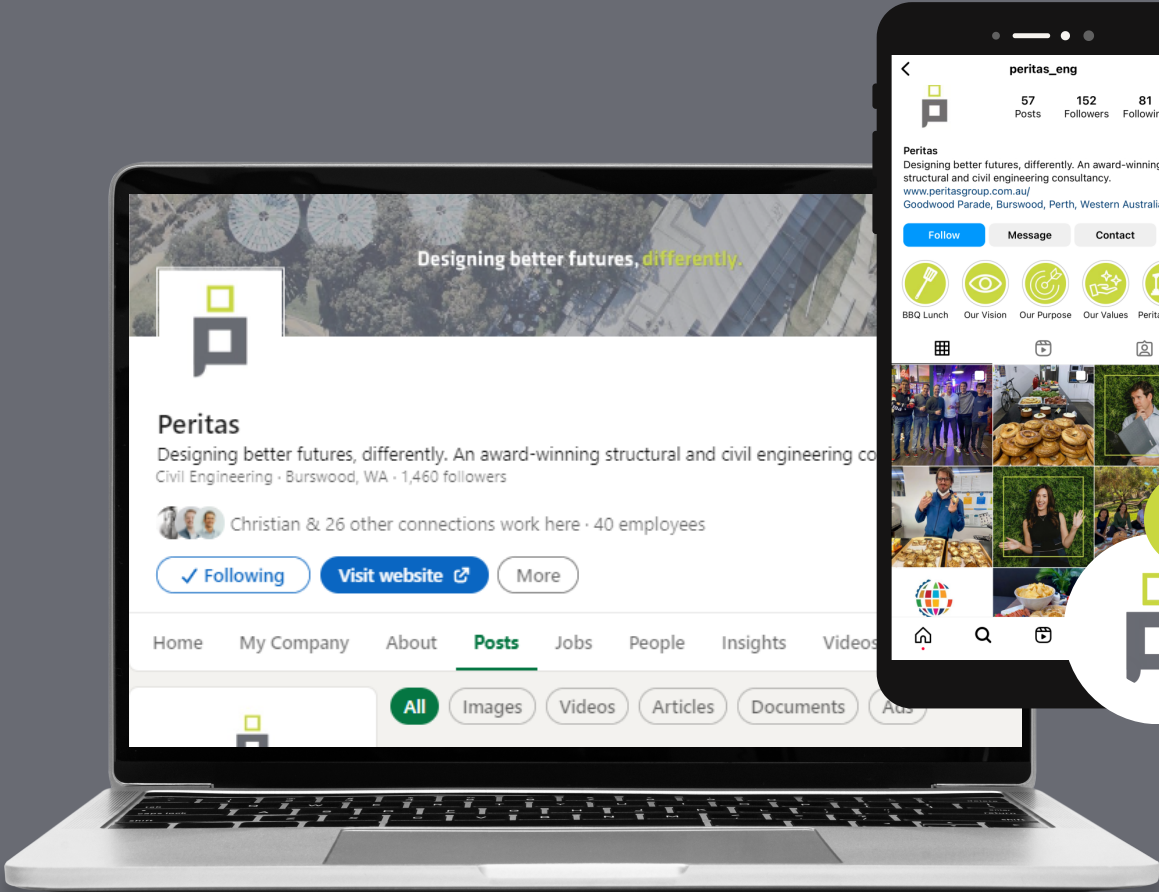 Designing better futures, differently.
Peritas
Designing better futures, differently. An award-winning structural and civil engineering co
Civil Engineering · Burswood, WA · 1,460 followers
Christian & 26 other connections work here · 40 employees
✓ Following
Visit website
More
Home My Company About Posts Jobs People Insights Videos
All Images Videos Articles Documents Ads
peritas_eng
57 152 81
Posts Followers Followin
Peritas
Designing better futures, differently. An award-winning
structural and civil engineering consultancy.
www.peritasgroup.com.au/
Goodwood Parade, Burswood, Perth, Western Australia
Follow Message Contact
BBQ Lunch Our Vision Our Purpose Our Values Perita